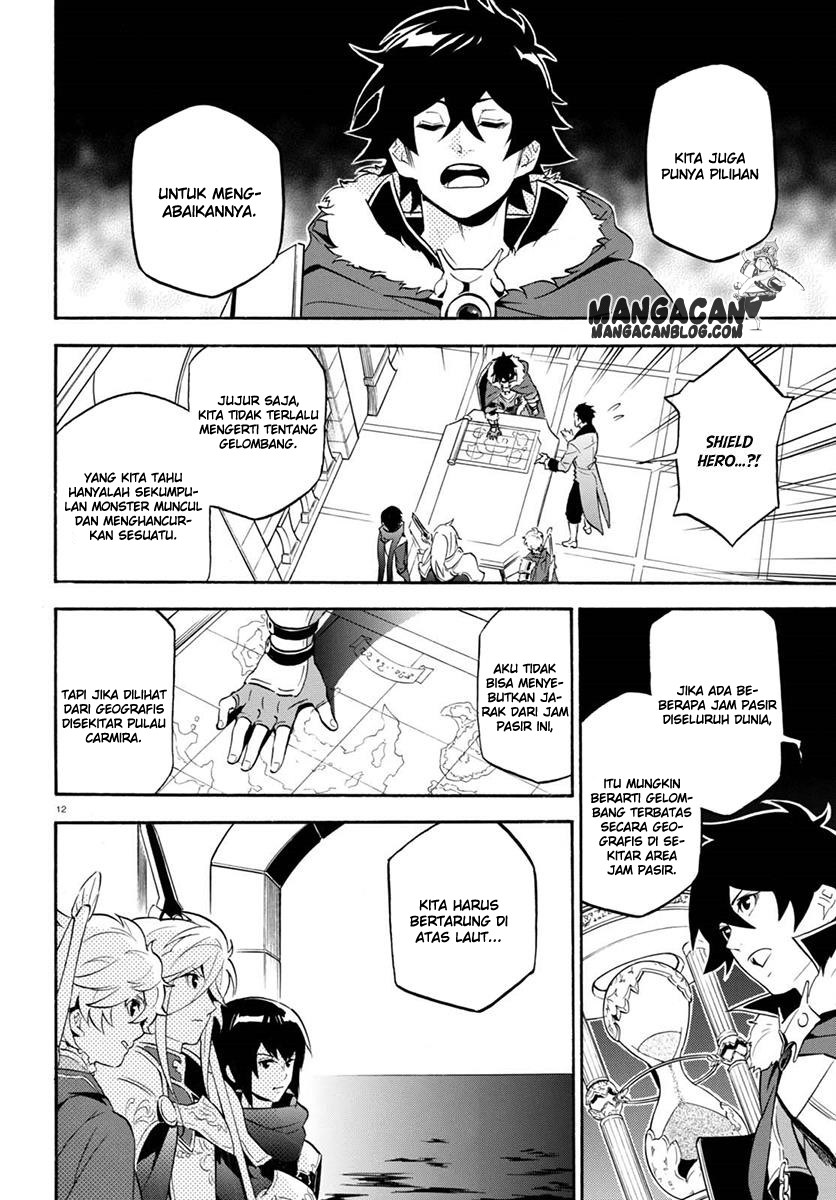 KITA JUGA
PUNYA PILIHAN
UNTUK MENG-
ABAIKANNYA.
MANGACAN
MANGACANBLOG.COM
SHIELD
HERO...?!
JUJUR SAJA,
KITA TIDAK TERLALU
MENGERTI TENTANG
GELOMBANG.
YANG KITA TAHU
HANYALAH SEKUMPU-
LAN MONSTER MUNCUL
DAN MENGHANCUR-
KAN SESUATU.
JIKA ADA BE-
BERAPA JAM PASIR
DISELURUH DUNIA,
ITU MUNGKIN
BERARTI GELOM-
BANG TERBATAS
SECARA GEO-
GRAFIS DI SE-
KITAR AREA
JAM PASIR.
AKU TIDAK
BISA MENYE-
BUTKAN JA-
RAK DARI JAM
PASIR INI,
TAPI JIKA DILIHAT
DARI GEOGRAFIS
DISEKITAR PULAU
CARMIRA.
12
KITA HARUS
BERTARUNG DI
ATAS LAUT...